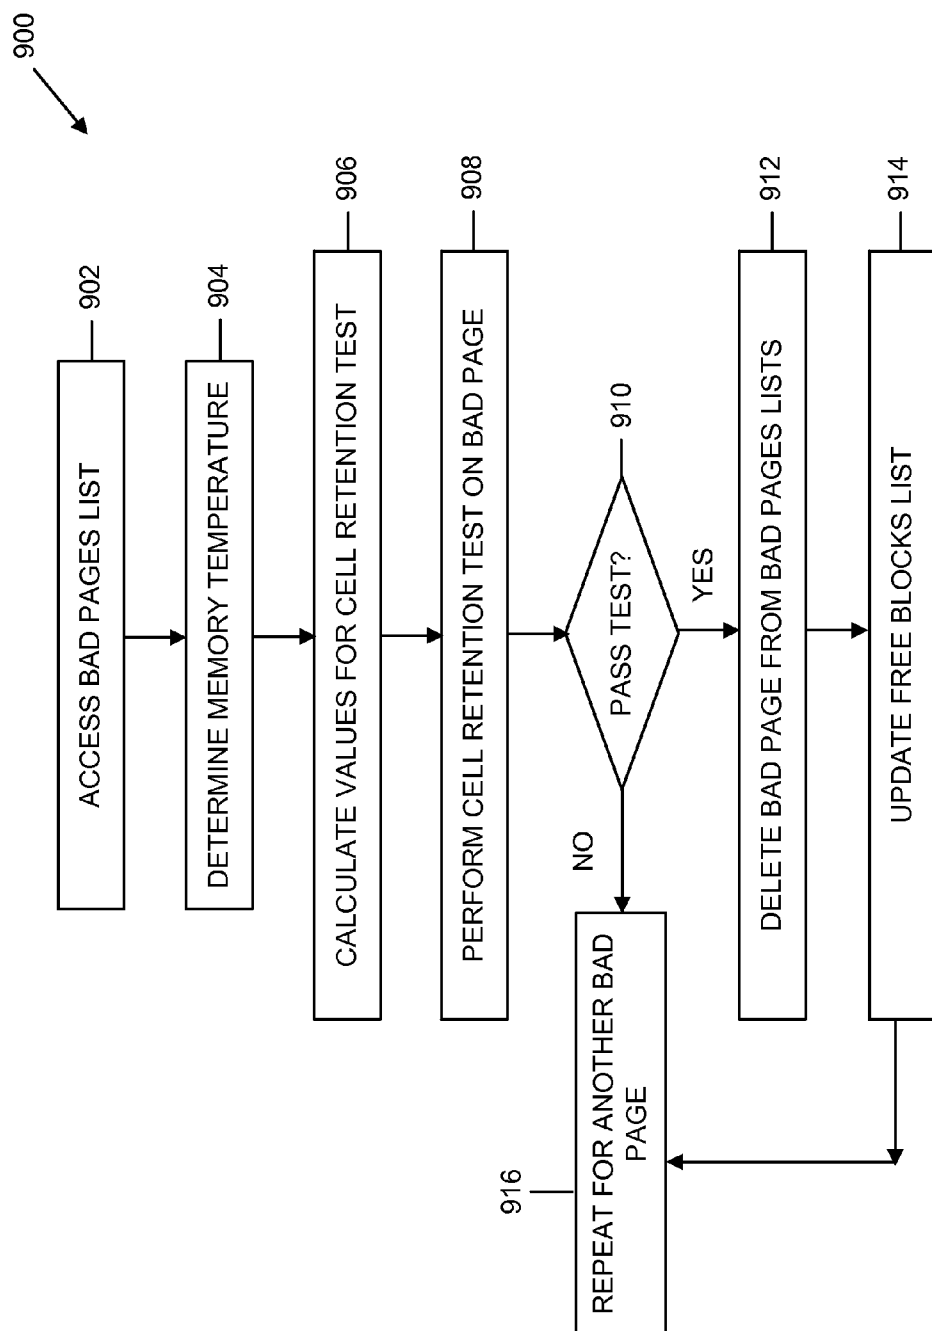 900
ACCESS BAD PAGES LIST
902
DETERMINE MEMORY TEMPERATURE
904
CALCULATE VALUES FOR CELL RETENTION TEST
906
PERFORM CELL RETENTION TEST ON BAD PAGE
908
PASS TEST?
910
NO
YES
DELETE BAD PAGE FROM BAD PAGES LISTS
912
UPDATE FREE BLOCKS LIST
914
REPEAT FOR ANOTHER BAD
PAGE
916